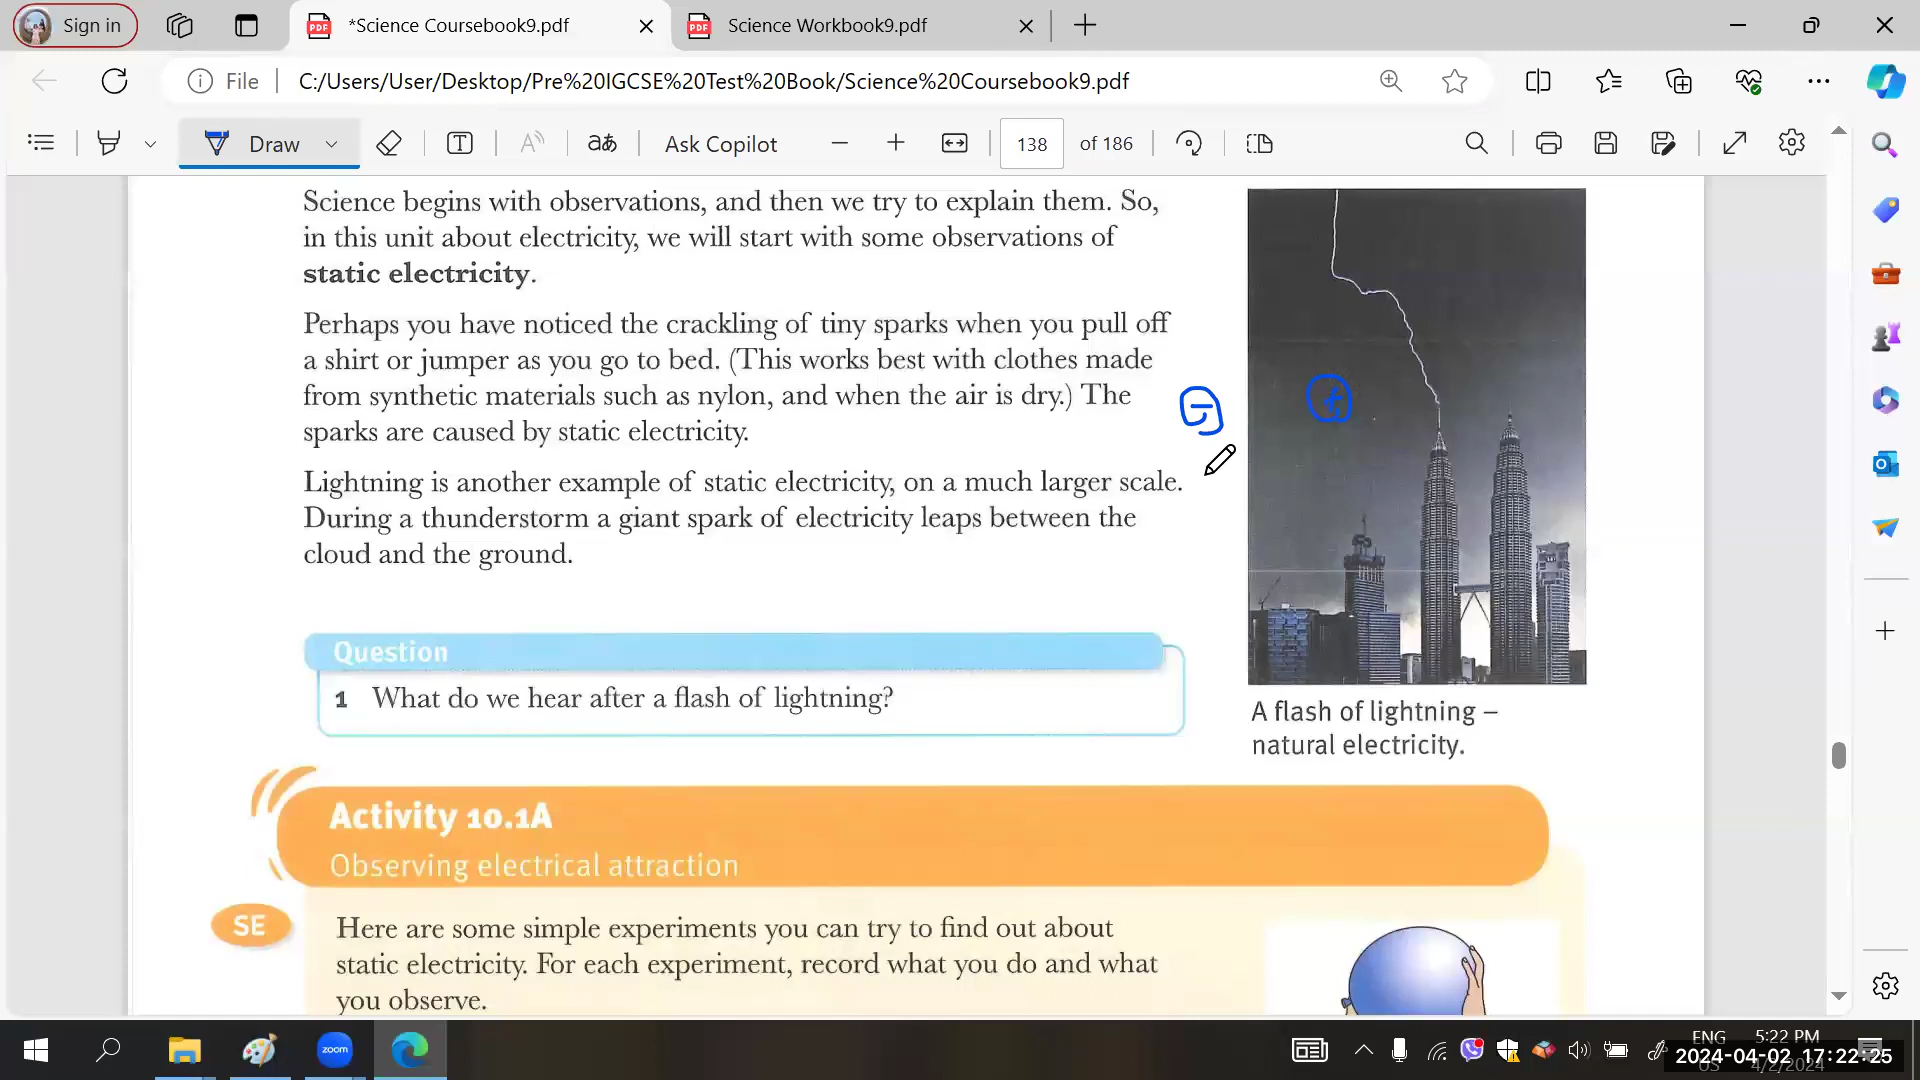 Sign in
*Science Coursebook9.pdf
Science Workbook9.pdf
File
C:/Users/User/Desktop/Pre%20IGCSE%20Test%20Book/Science%20Coursebook9.pdf
Draw
Ask Copilot
138
of 186
Science begins with observations, and then we try to explain them. So,
in this unit about electricity, we will start with some observations of
static electricity.
Perhaps you have noticed the crackling of tiny sparks when you pull off
a shirt or jumper as you go to bed. (This works best with clothes made
from synthetic materials such as nylon, and when the air is dry.) The
sparks are caused by static electricity.
Lightning is another example of static electricity, on a much larger scale.
During a thunderstorm a giant spark of electricity leaps between the
cloud and the ground.
Question
1 What do we hear after a flash of lightning?
A flash of lightning –
natural electricity.
Activity 10.1A
Observing electrical attraction
SE
Here are some simple experiments you can try to find out about
static electricity. For each experiment, record what you do and what
you observe.
zoom
ENG
US
5:22 PM
4/2/2024
2024-04-02 17:22:25